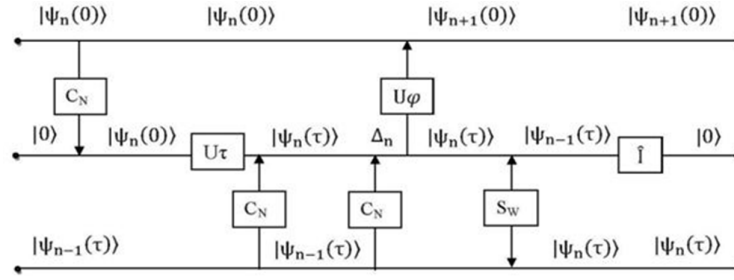 |ψn(0)⟩ |ψn(0)⟩ |ψn+1(0)⟩ |ψn+1(0)⟩
CN Uφ
|0⟩ |ψn(0)⟩ Uτ |ψn(τ)⟩ Δn |ψn(τ)⟩ |ψn−1(τ)⟩ Î |0⟩
CN CN SW
|ψn−1(τ)⟩ |ψn−1(τ)⟩ |ψn(τ)⟩ |ψn(τ)⟩